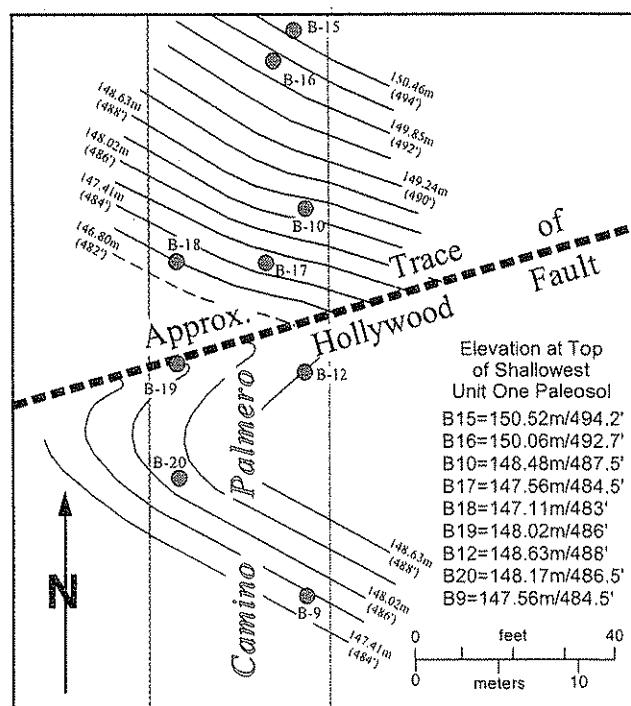 B-15
B-16
150.46m
(494')
149.85m
(492')
149.24m
(490')
148.63m
(488')
148.02m
(486')
147.41m
(484')
146.80m
(482')
B-10
B-18
B-17
Approx. Trace of
Hollywood Fault
B-19
B-12
B-20
B-9
Camino Palmero
148.63m
(488')
148.02m
(486')
147.41m
(484')
N
Elevation at Top
of Shallowest
Unit One Paleosol
B15=150.52m/494.2'
B16=150.06m/492.7'
B10=148.48m/487.5'
B17=147.56m/484.5'
B18=147.11m/483'
B19=148.02m/486'
B12=148.63m/488'
B20=148.17m/486.5'
B9=147.56m/484.5'
0 feet 40
0 meters 10